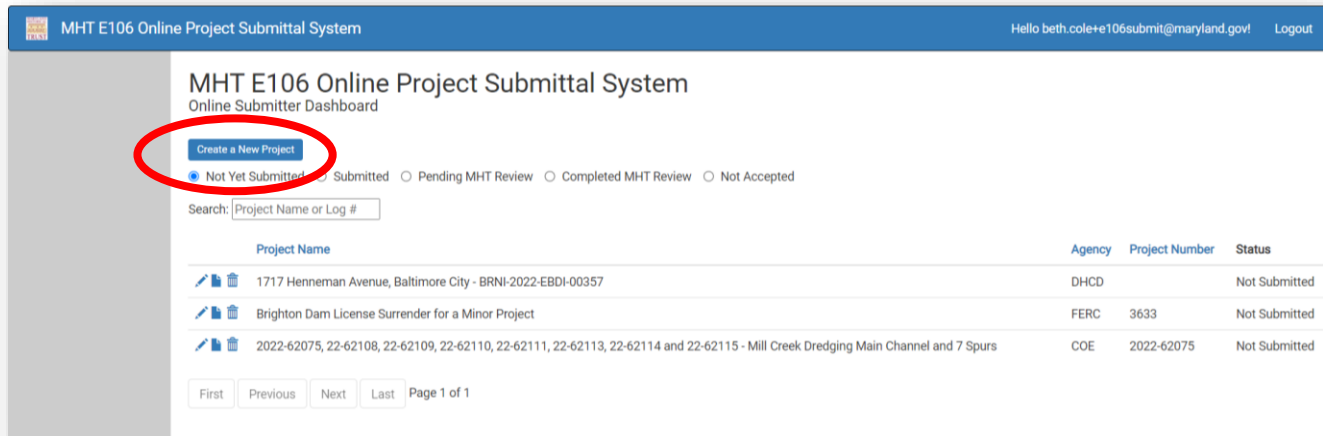 TRUST
MHT E106 Online Project Submittal System
Hello beth.cole+e106submit@maryland.gov! Logout
MHT E106 Online Project Submittal System
Online Submitter Dashboard
Create a New Project
Not Yet Submitted Submitted Pending MHT Review Completed MHT Review Not Accepted
Search: Project Name or Log #
Project Name Agency Project Number Status
1717 Henneman Avenue, Baltimore City - BRNI-2022-EBDI-00357 DHCD Not Submitted
Brighton Dam License Surrender for a Minor Project FERC 3633 Not Submitted
2022-62075, 22-62108, 22-62109, 22-62110, 22-62111, 22-62113, 22-62114 and 22-62115 - Mill Creek Dredging Main Channel and 7 Spurs COE 2022-62075 Not Submitted
First Previous Next Last Page 1 of 1